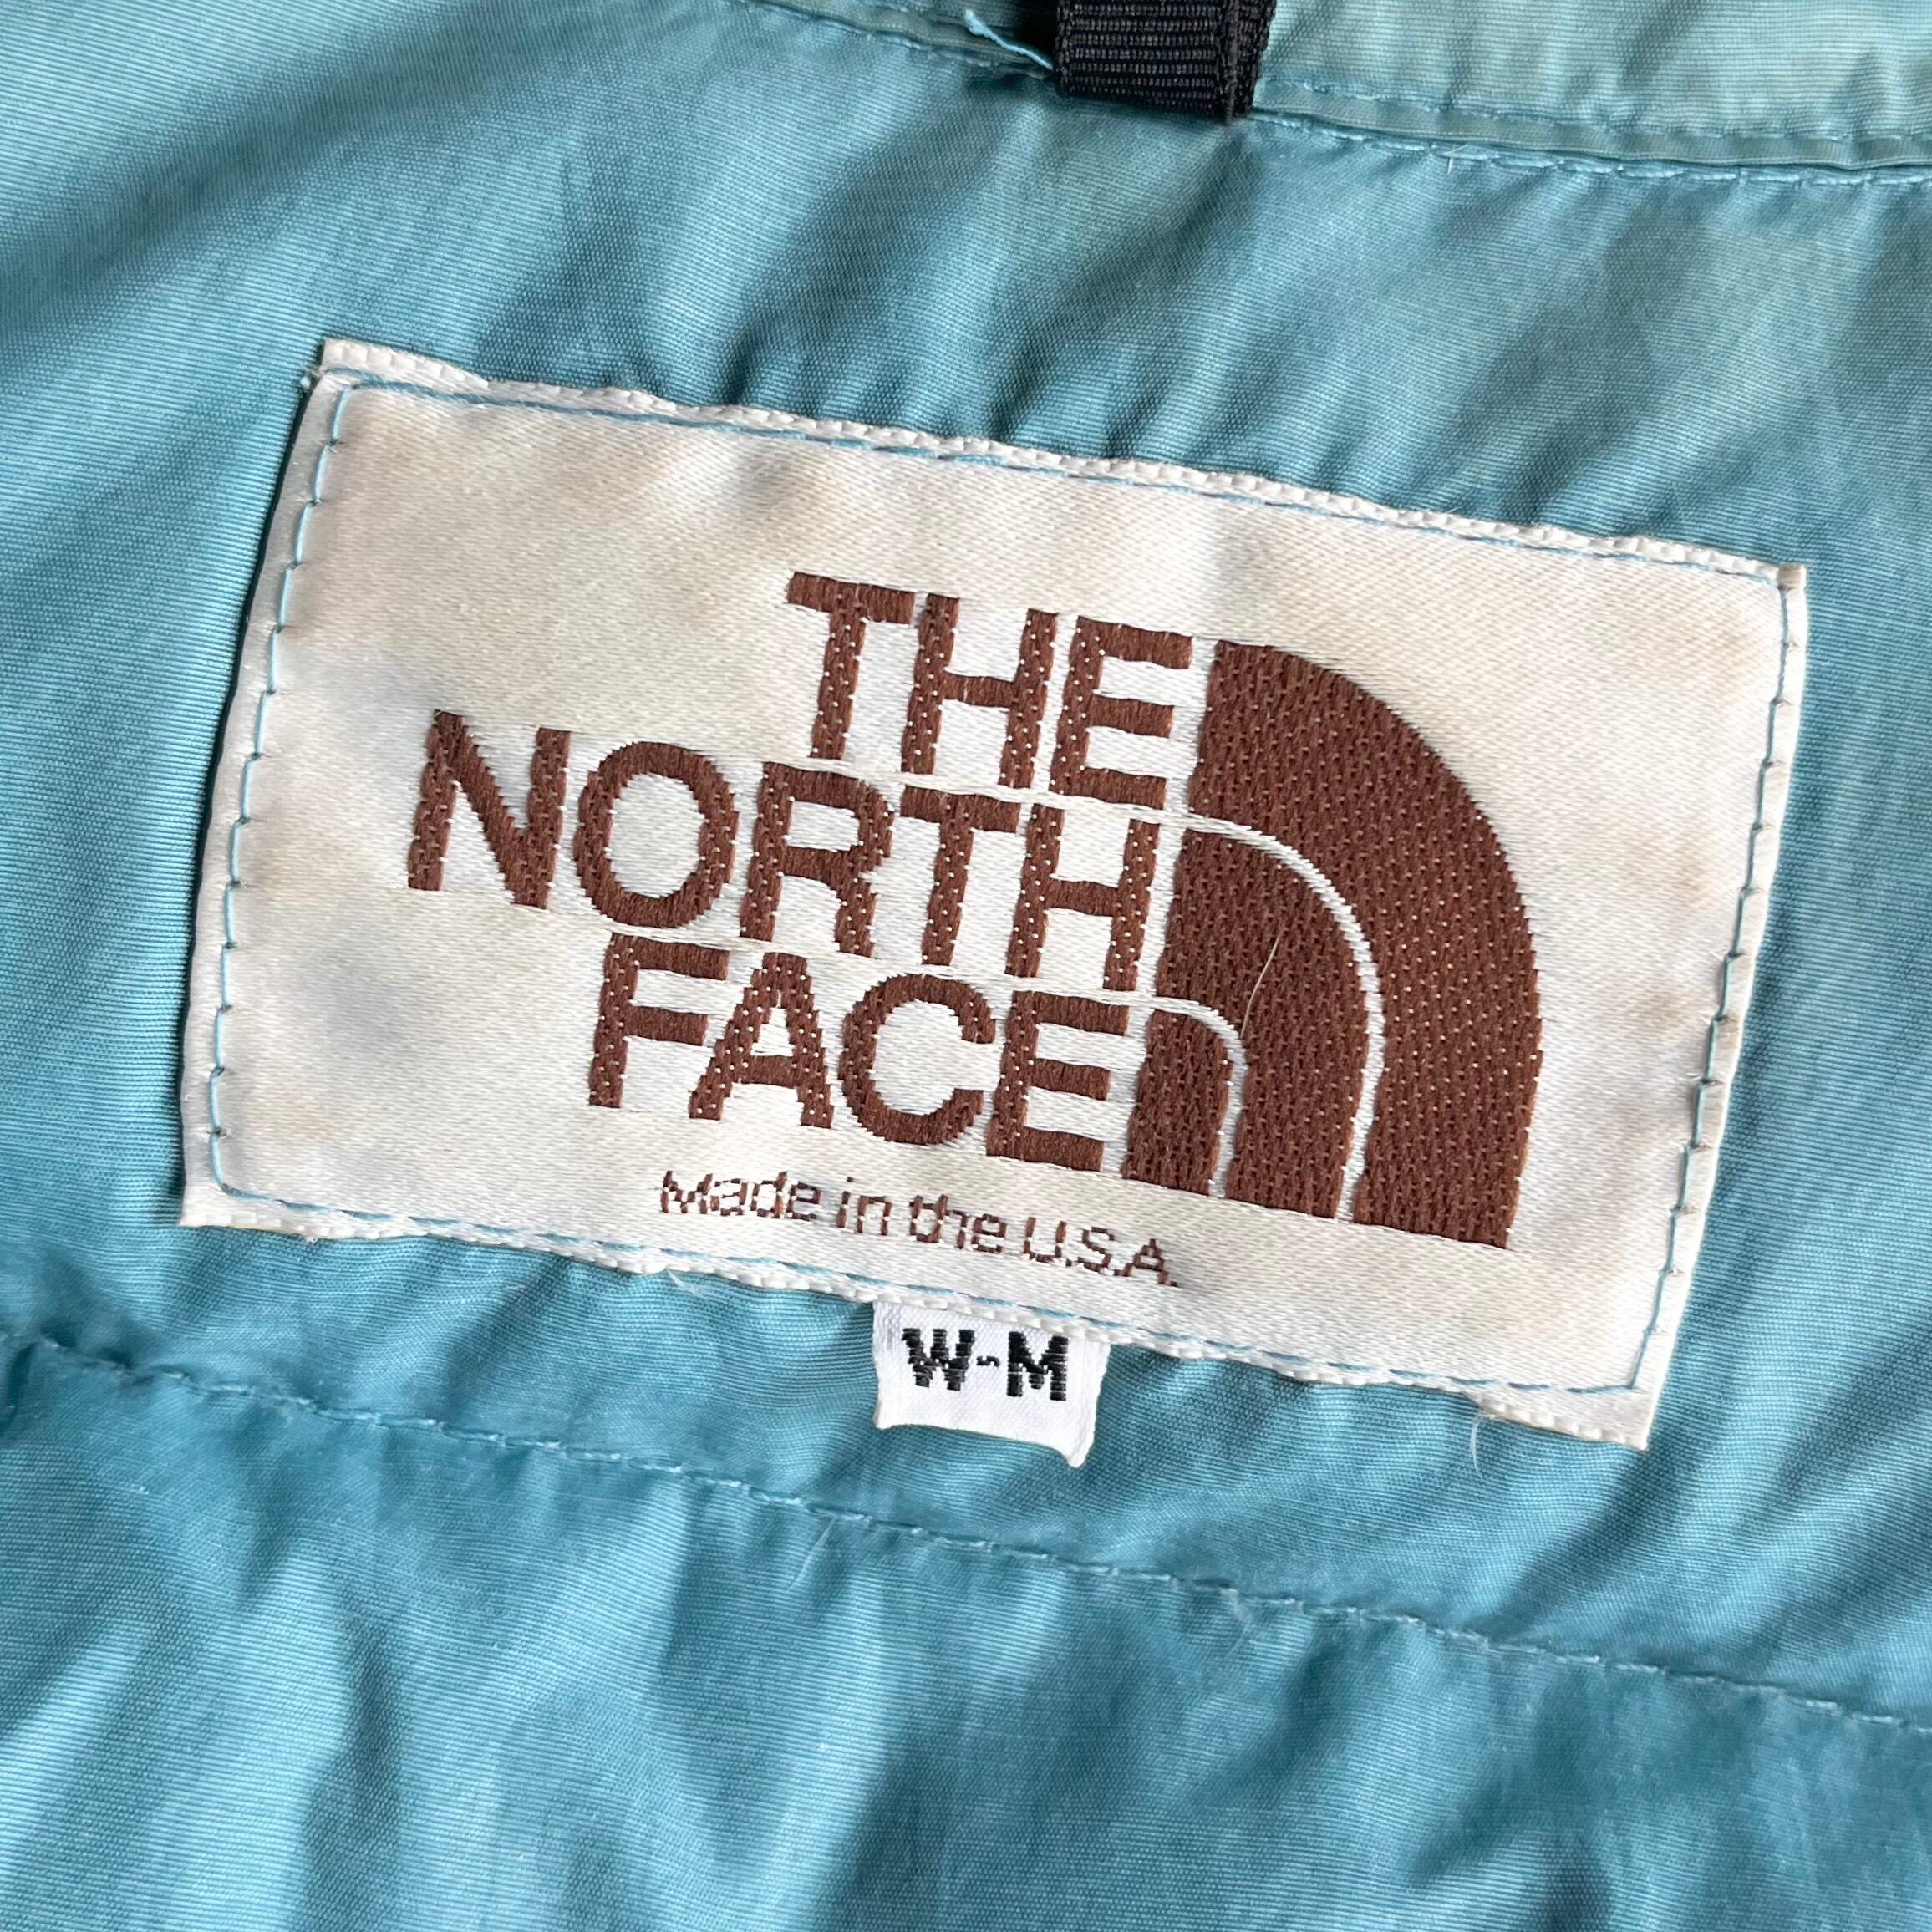 THE
NORTH
FACE
Made in the U.S.A.
W-M